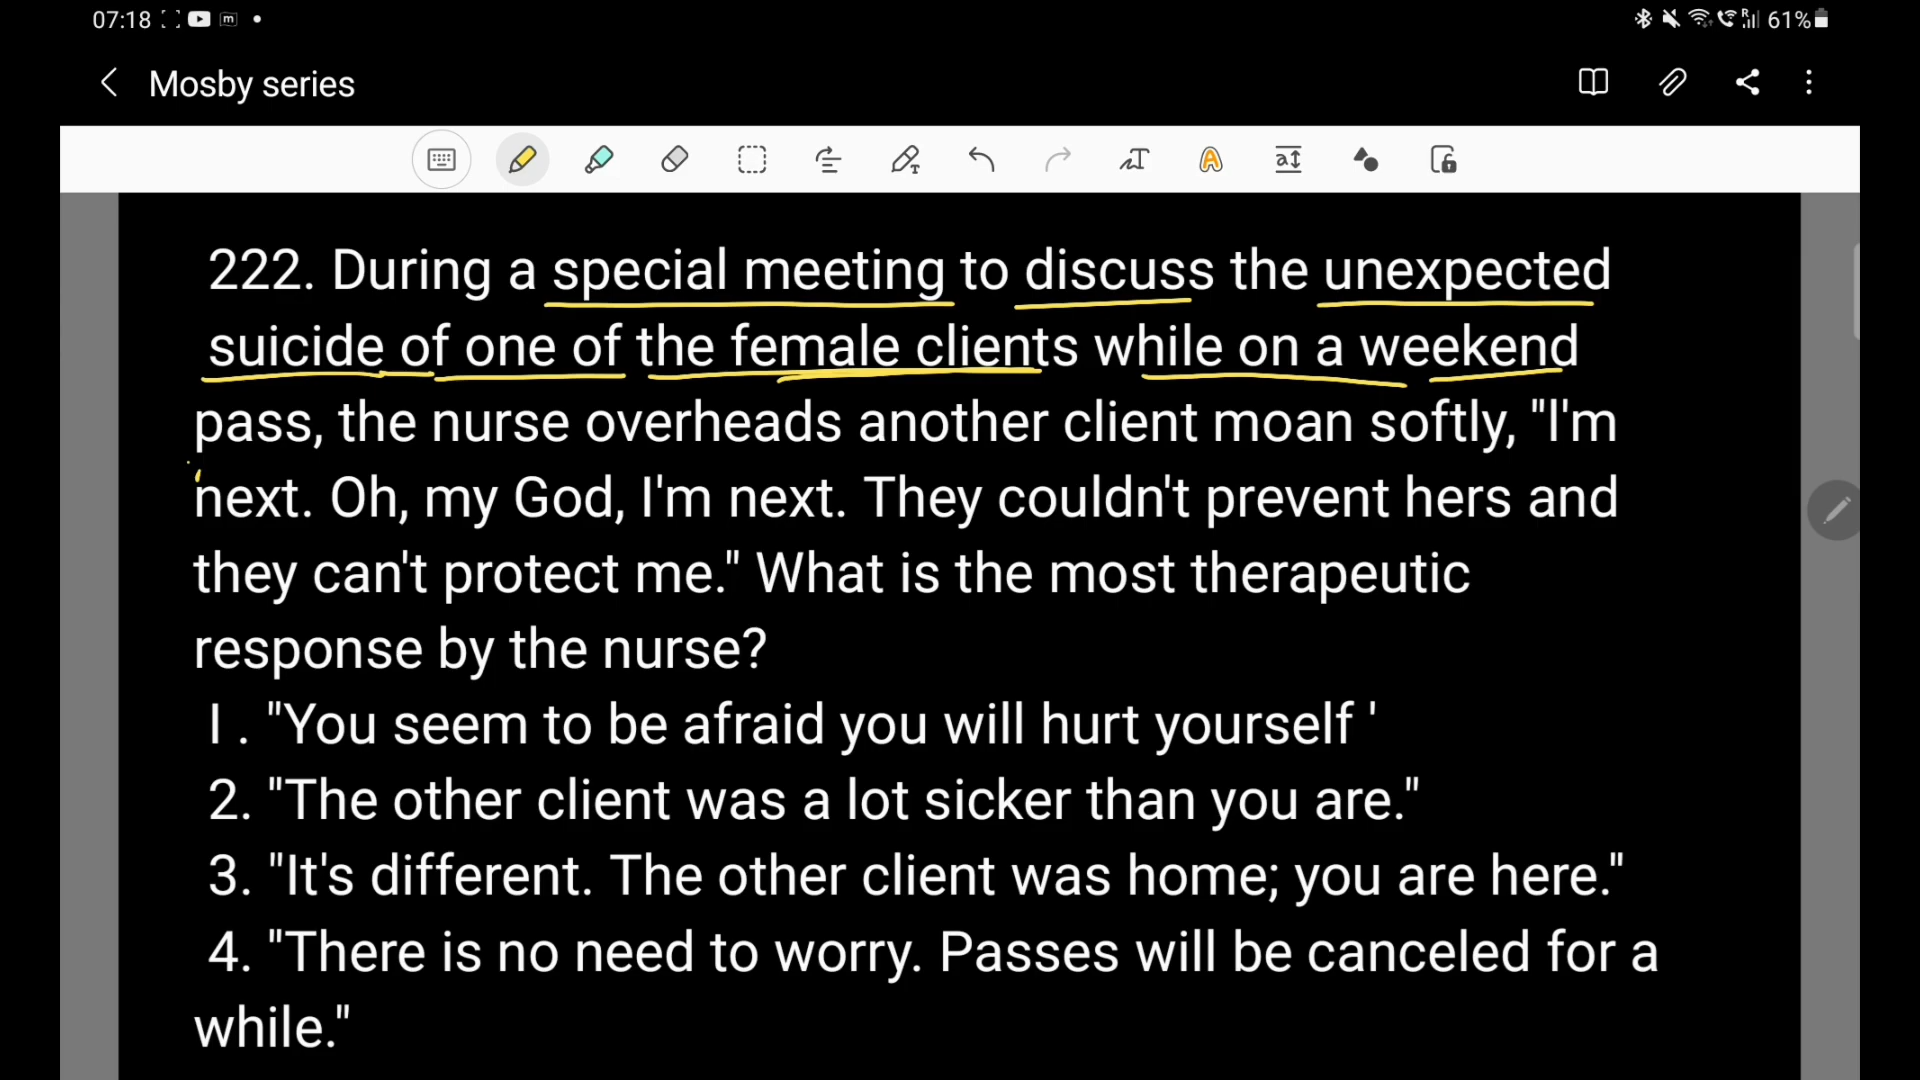 07:18
61%
Mosby series
222. During a special meeting to discuss the unexpected
suicide of one of the female clients while on a weekend
pass, the nurse overheads another client moan softly, "I'm
next. Oh, my God, I'm next. They couldn't prevent hers and
they can't protect me." What is the most therapeutic
response by the nurse?
I . "You seem to be afraid you will hurt yourself '
2. "The other client was a lot sicker than you are."
3. "It's different. The other client was home; you are here."
4. "There is no need to worry. Passes will be canceled for a
while."